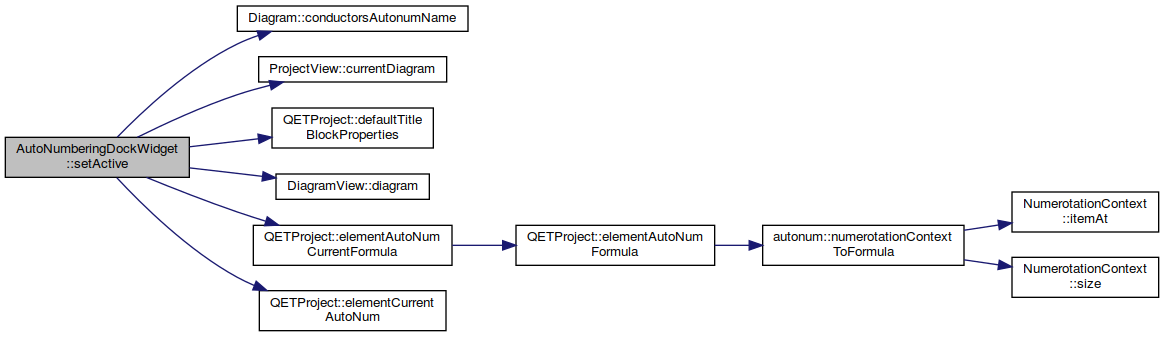 AutoNumberingDockWidget
::setActive
Diagram::conductorsAutonumName
ProjectView::currentDiagram
QETProject::defaultTitle
BlockProperties
DiagramView::diagram
QETProject::elementAutoNum
CurrentFormula
QETProject::elementCurrent
AutoNum
QETProject::elementAutoNum
Formula
autonum::numerotationContext
ToFormula
NumerotationContext
::itemAt
NumerotationContext
::size